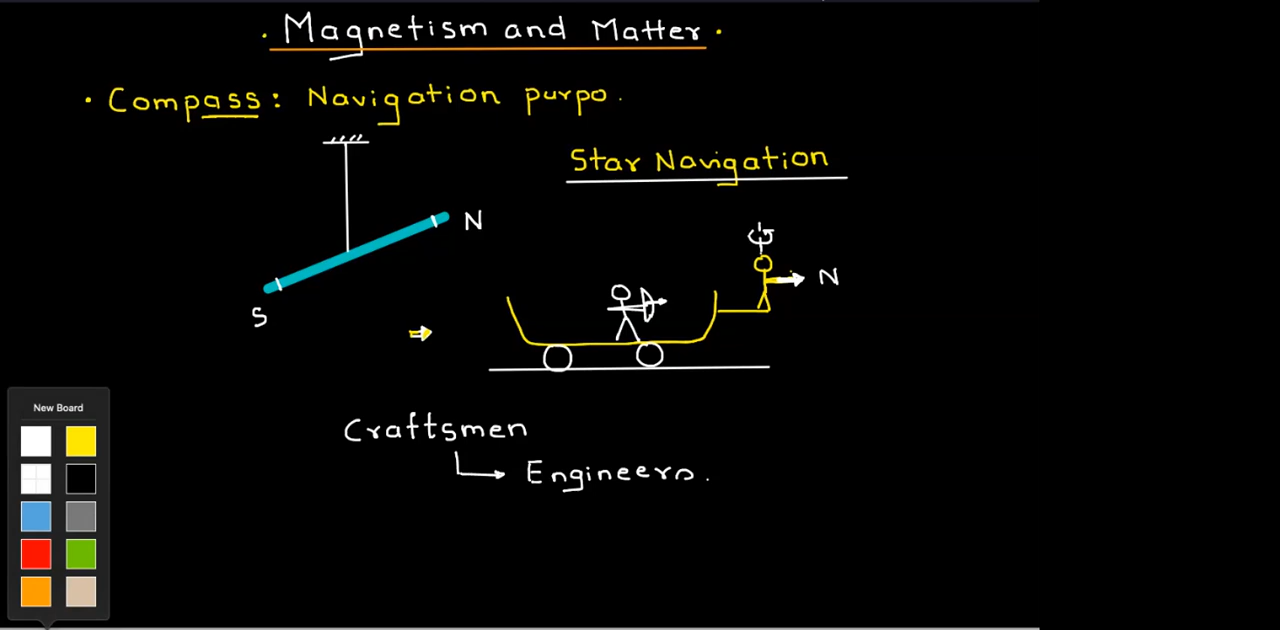 . Magnetism and Matter .
. Compass: Navigation purpo.
Star Navigation
N
S
N
Craftsmen
Engineers.
New Board